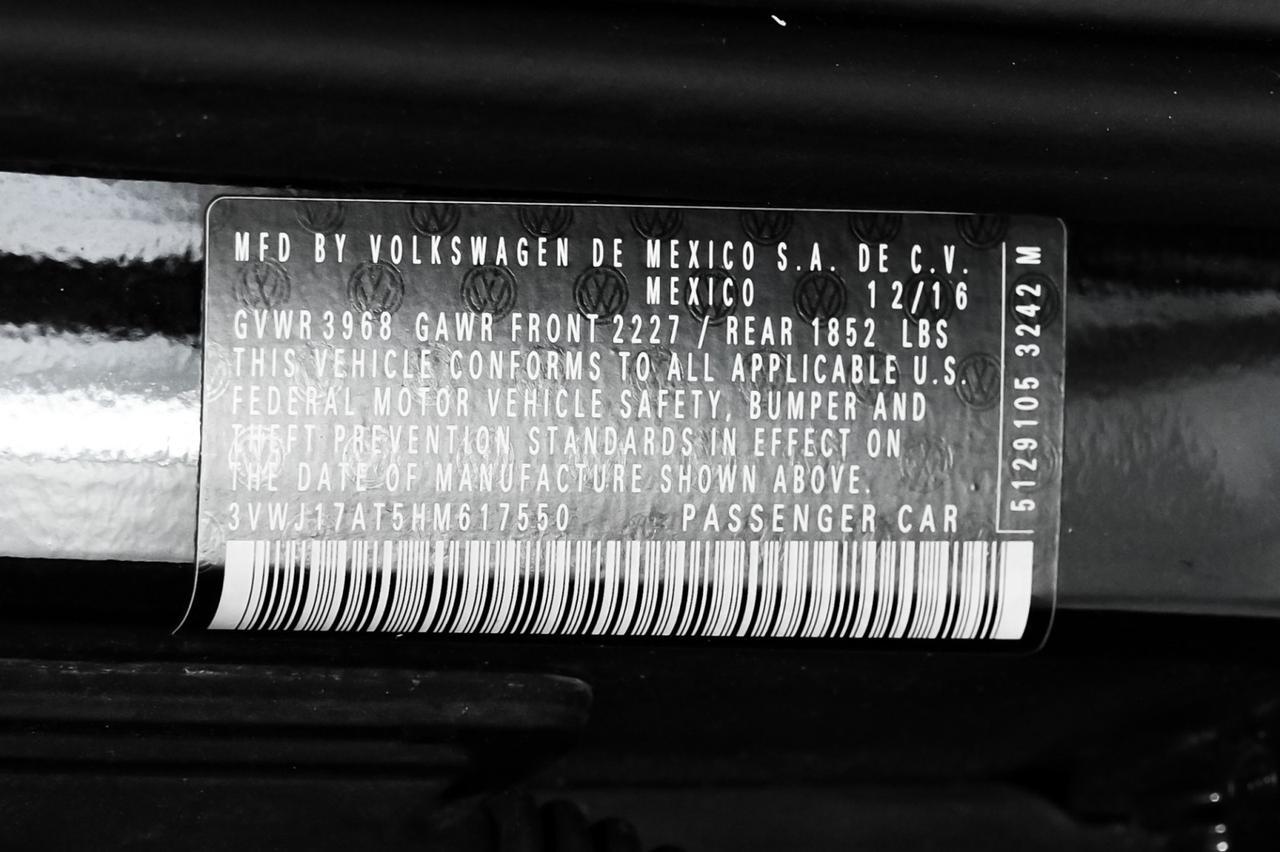 MFD BY VOLKSWAGEN DE MEXICO S.A. DE C.V.
MEXICO 12/16
GVWR 3968 GAWR FRONT 2227 / REAR 1852 LBS
THIS VEHICLE CONFORMS TO ALL APPLICABLE U.S.
FEDERAL MOTOR VEHICLE SAFETY, BUMPER AND
THEFT PREVENTION STANDARDS IN EFFECT ON
THE DATE OF MANUFACTURE SHOWN ABOVE.
3VWJ17AT5HM617550 PASSENGER CAR
5129105 3242 M